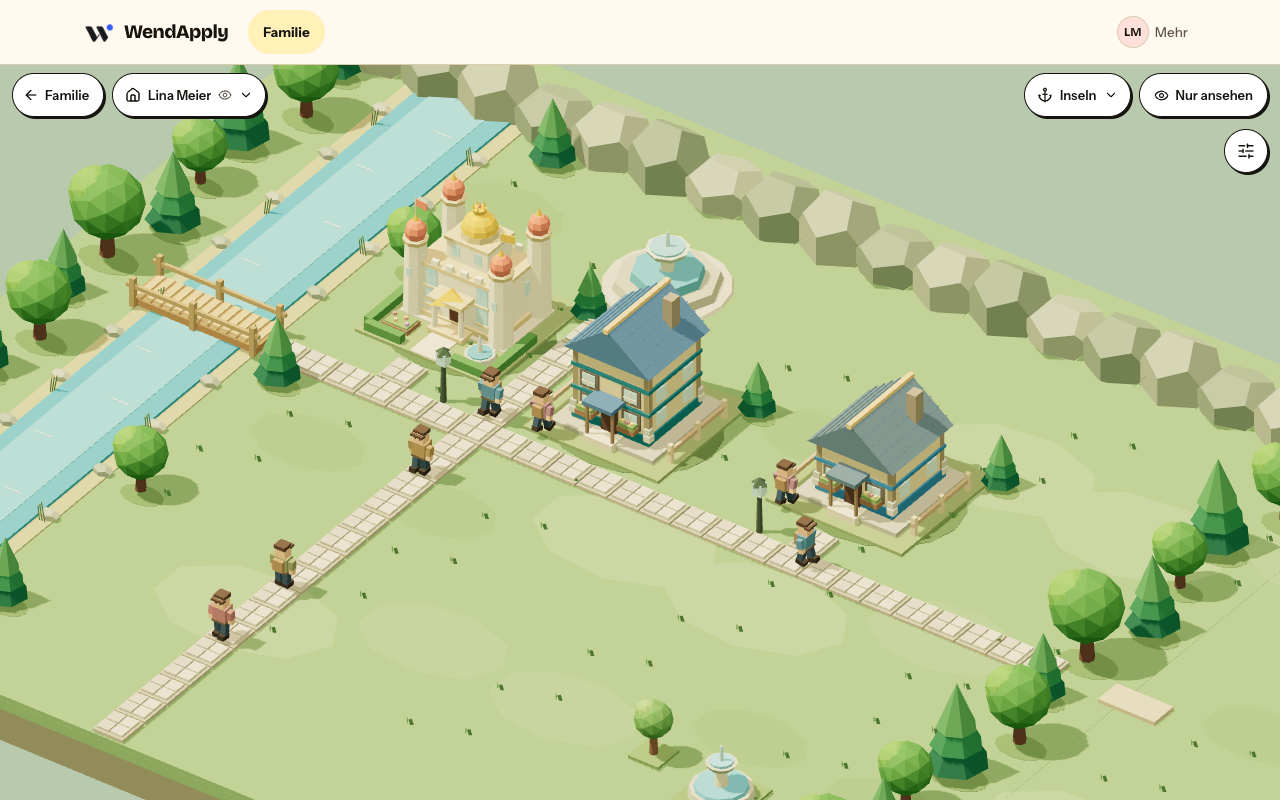 WendApply
Familie
LM
Mehr
Familie
Lina Meier
Inseln
Nur ansehen